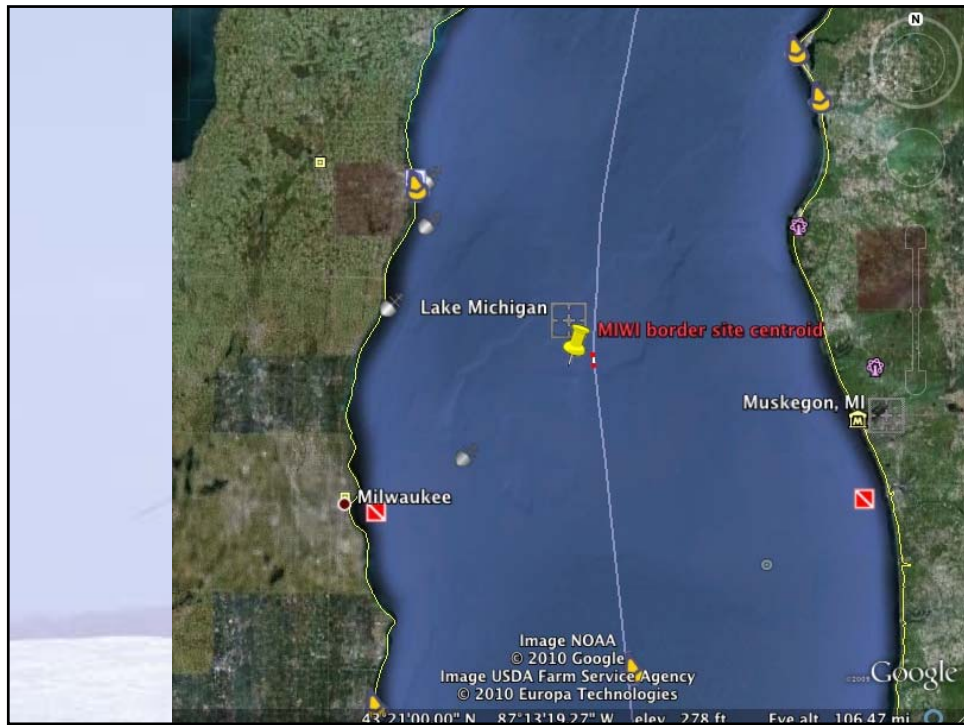 N
Lake Michigan
MIWI border site centroid
Muskegon, MI
M
Milwaukee
Image NOAA
© 2010 Google
Image USDA Farm Service Agency
© 2010 Europa Technologies
©2009 Google
43°21'00.00" N 87°13'19.27" W elev 278 ft Eye alt 106.47 mi